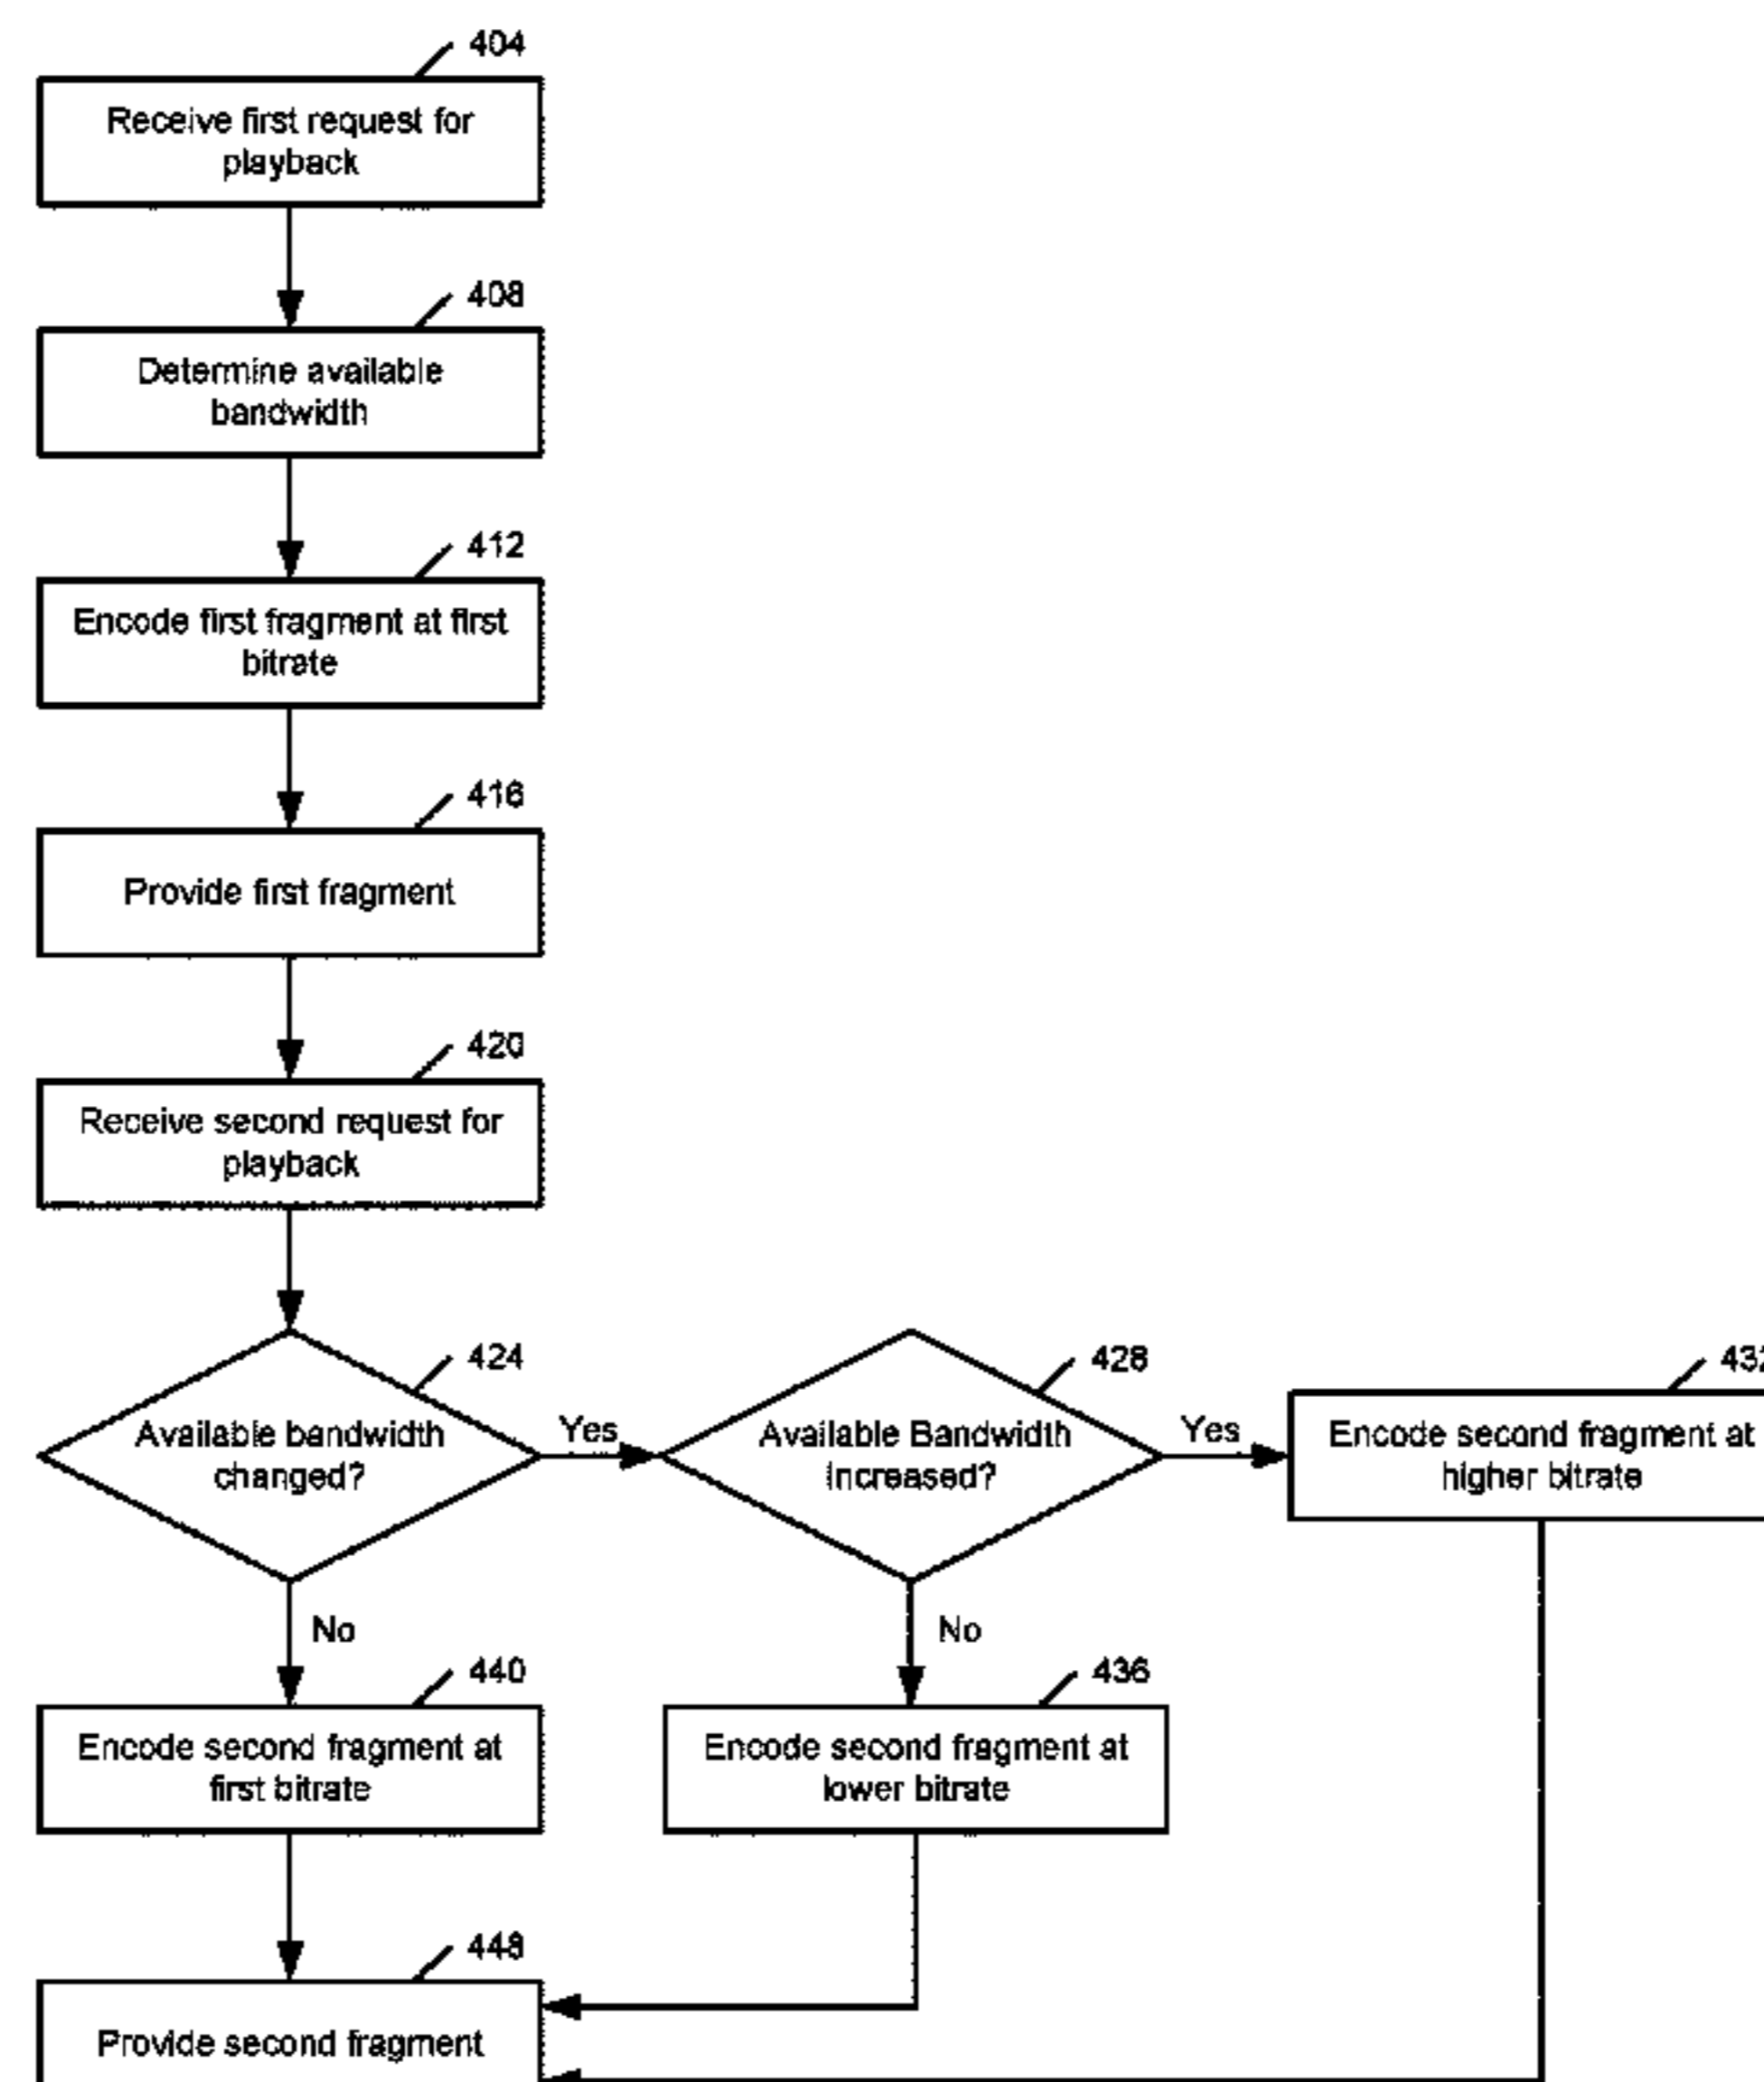 404
Receive first request for
playback
408
Determine available
bandwidth
412
Encode first fragment at first
bitrate
416
Provide first fragment
420
Receive second request for
playback
424
Available bandwidth
changed?
Yes
428
Available Bandwidth
Increased?
Yes
432
Encode second fragment at
higher bitrate
No
440
Encode second fragment at
first bitrate
No
436
Encode second fragment at
lower bitrate
448
Provide second fragment